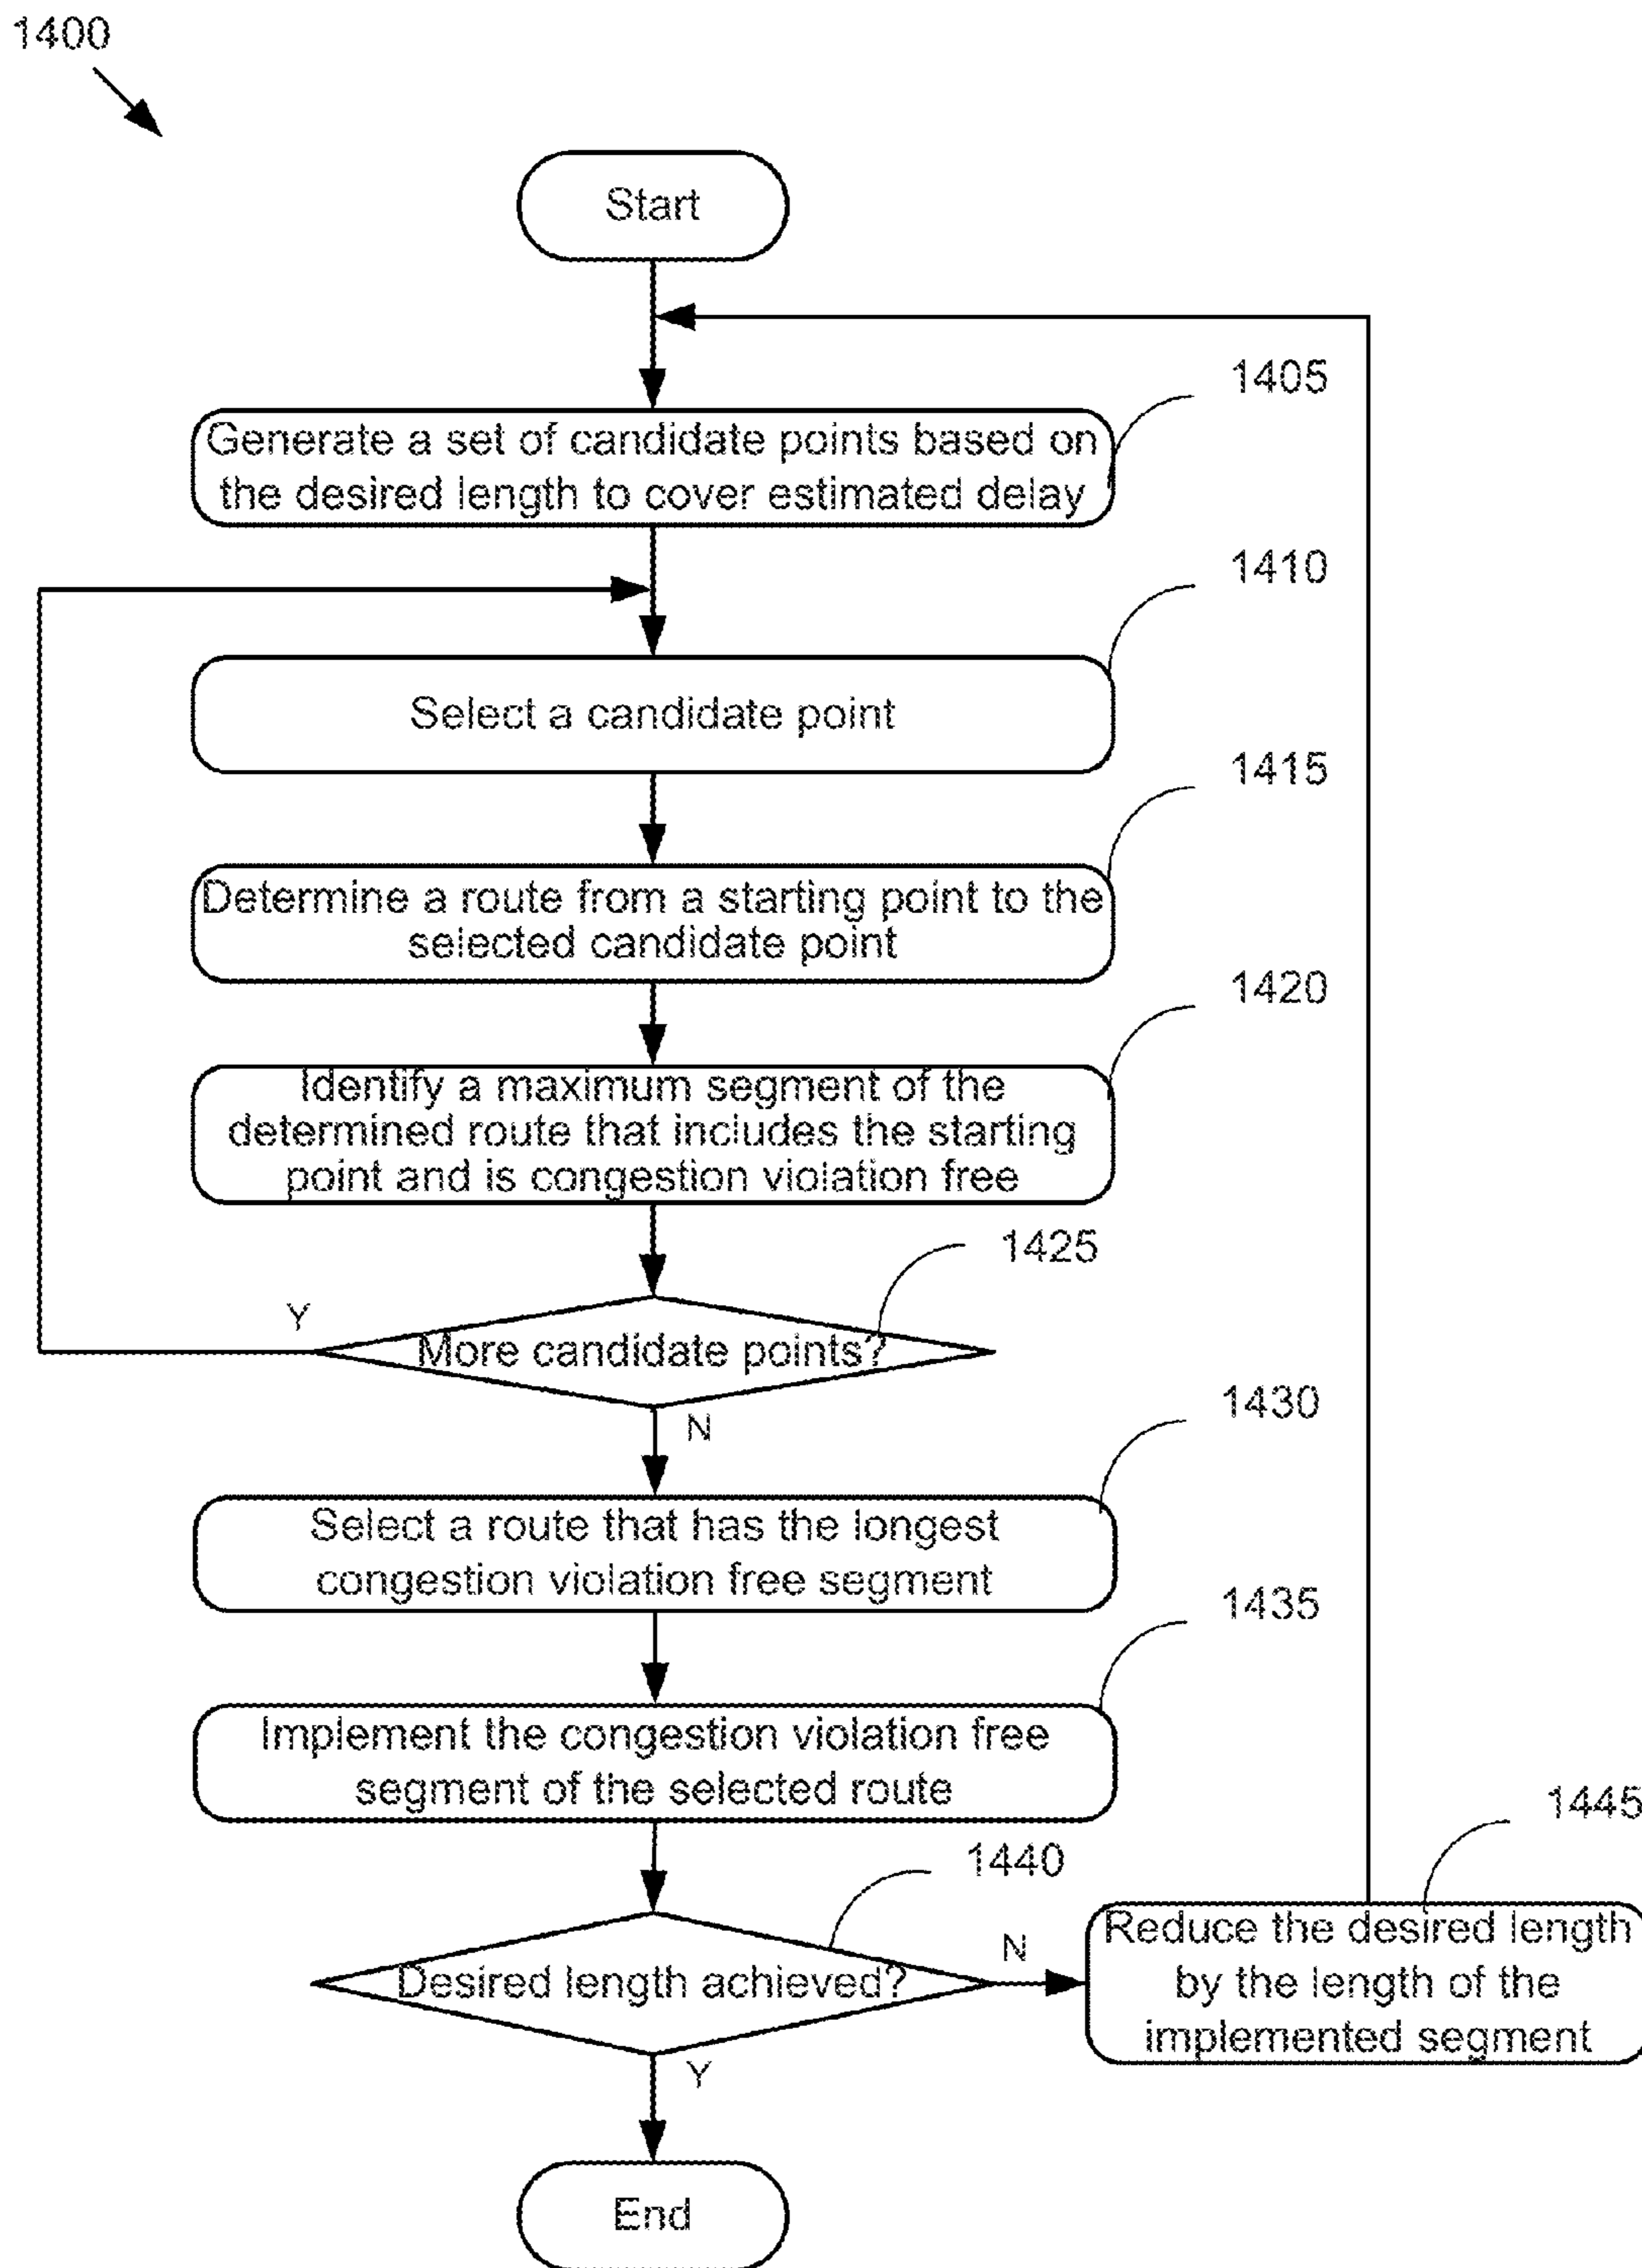 1400
Start
1405
Generate a set of candidate points based on
the desired length to cover estimated delay
1410
Select a candidate point
1415
Determine a route from a starting point to the
selected candidate point
1420
Identify a maximum segment of the
determined route that includes the starting
point and is congestion violation free
1425
Y
More candidate points?
N
1430
Select a route that has the longest
congestion violation free segment
1435
Implement the congestion violation free
segment of the selected route
1440
Desired length achieved?
N
1445
Reduce the desired length
by the length of the
implemented segment
Y
End